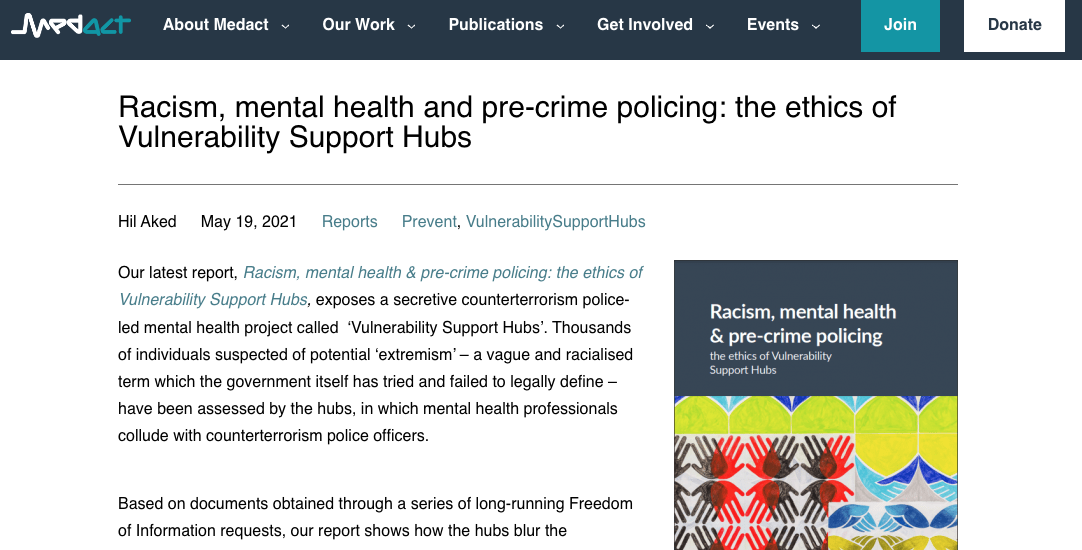 Medact
About Medact
Our Work
Publications
Get Involved
Events
Join
Donate
Racism, mental health and pre-crime policing: the ethics of
Vulnerability Support Hubs
Hil Aked
May 19, 2021
Reports
Prevent, VulnerabilitySupportHubs
Our latest report, Racism, mental health & pre-crime policing: the ethics of
Vulnerability Support Hubs, exposes a secretive counterterrorism police-
led mental health project called ‘Vulnerability Support Hubs’. Thousands
of individuals suspected of potential ‘extremism’ – a vague and racialised
term which the government itself has tried and failed to legally define –
have been assessed by the hubs, in which mental health professionals
collude with counterterrorism police officers.
Based on documents obtained through a series of long-running Freedom
of Information requests, our report shows how the hubs blur the
Racism, mental health
& pre-crime policing
the ethics of Vulnerability
Support Hubs